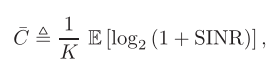 C̄ ≜ 1/K 𝔼 [log₂ (1 + SINR)],